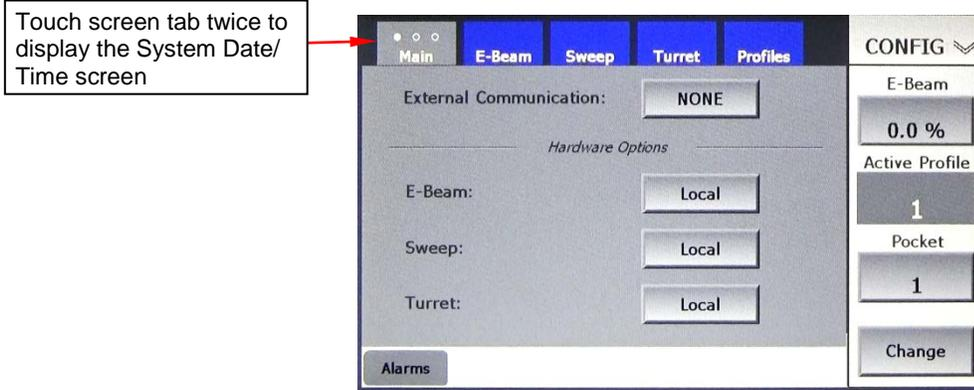 Touch screen tab twice to
display the System Date/
Time screen
Main E-Beam Sweep Turret Profiles
External Communication: NONE
Hardware Options
E-Beam: Local
Sweep: Local
Turret: Local
Alarms
CONFIG
E-Beam
0.0 %
Active Profile
1
Pocket
1
Change